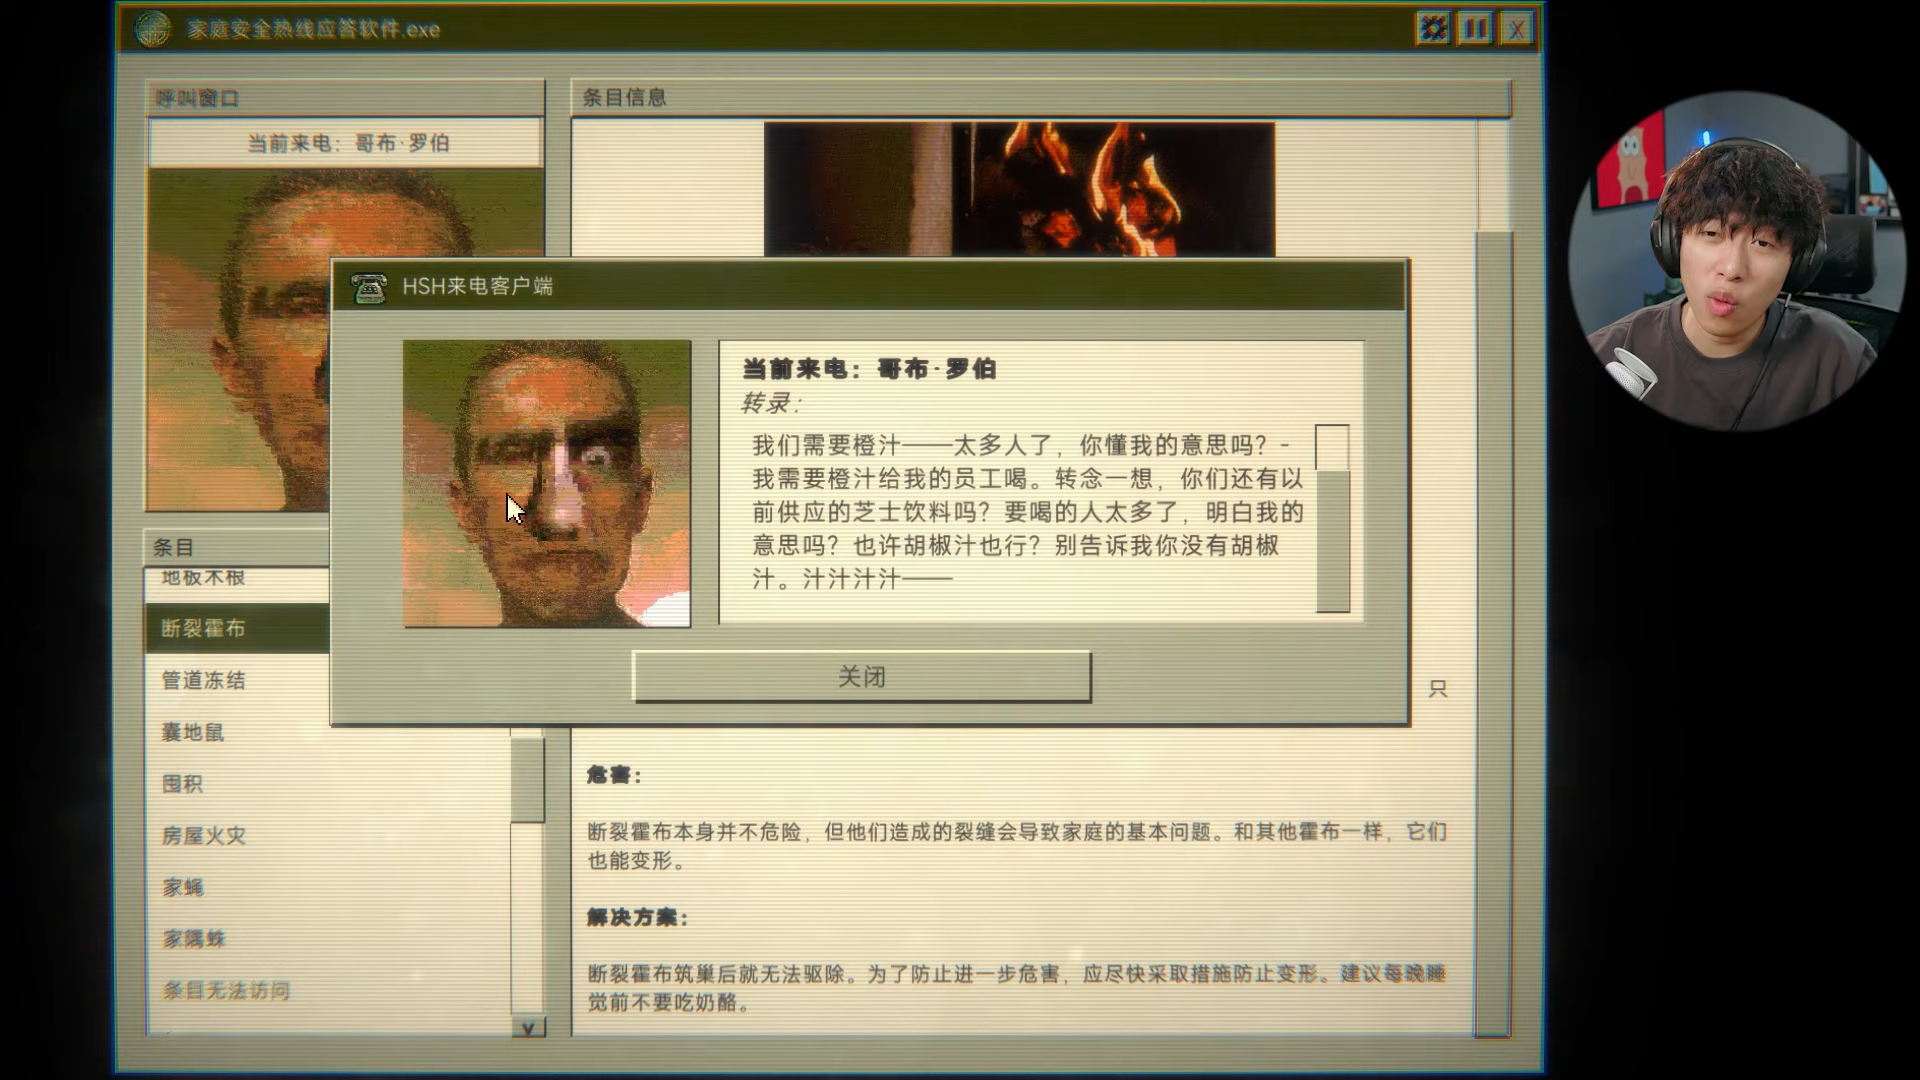 家庭安全热线应答软件.exe
X
呼叫窗口
当前来电：哥布·罗伯
条目信息
HSH来电客户端
当前来电：哥布·罗伯
转录：
我们需要橙汁——太多人了，你懂我的意思吗？-
我需要橙汁给我的员工喝。转念一想，你们还有以
前供应的芝士饮料吗？要喝的人太多了，明白我的
意思吗？也许胡椒汁也行？别告诉我你没有胡椒
汁。汁汁汁汁——
关闭
条目
地板木根
断裂霍布
管道冻结
囊地鼠
囤积
房屋火灾
家蝇
家隅蛛
条目无法访问
只
危害：
断裂霍布本身并不危险，但他们造成的裂缝会导致家庭的基本问题。和其他霍布一样，它们
也能变形。
解决方案：
断裂霍布筑巢后就无法驱除。为了防止进一步危害，应尽快采取措施防止变形。建议每晚睡
觉前不要吃奶酪。